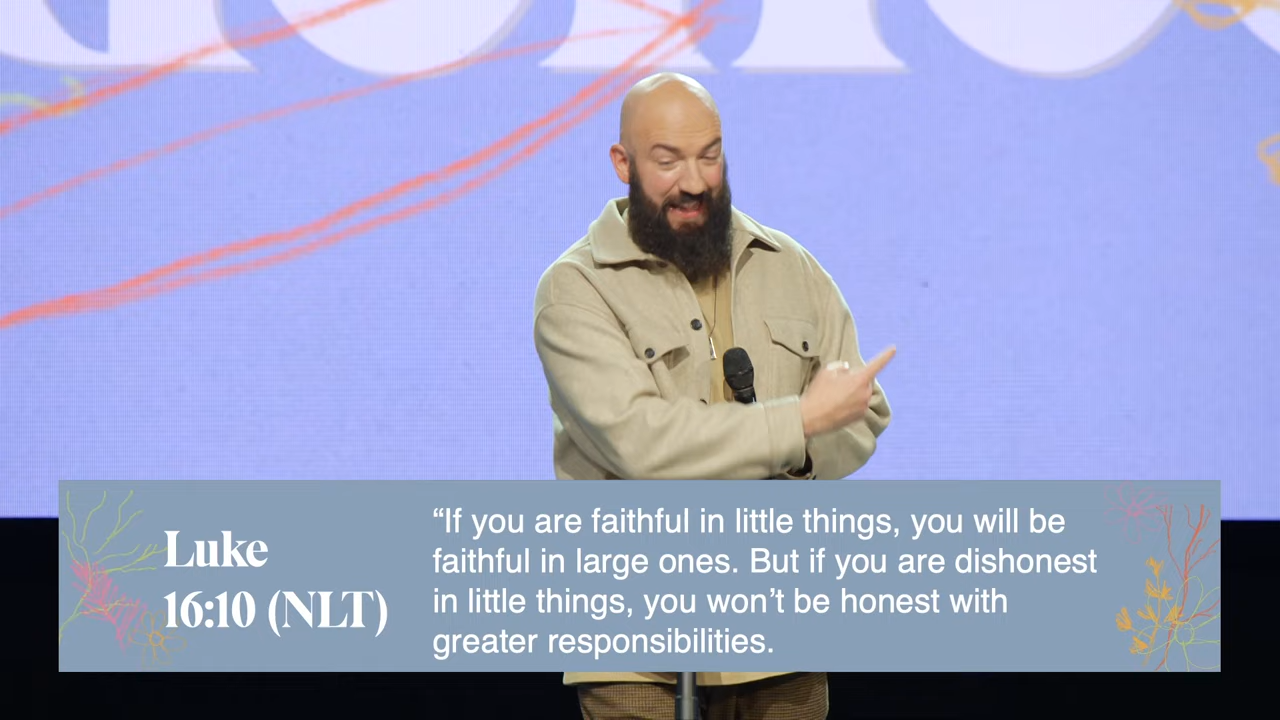 Luke
16:10 (NLT)
“If you are faithful in little things, you will be
faithful in large ones. But if you are dishonest
in little things, you won’t be honest with
greater responsibilities.